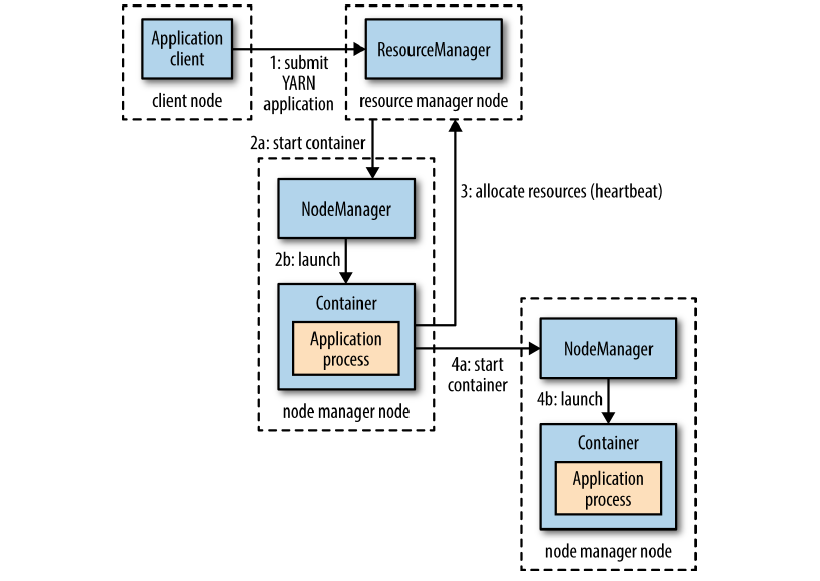 Application
client
client node
1: submit
YARN
application
ResourceManager
resource manager node
2a: start container
NodeManager
2b: launch
Container
Application
process
node manager node
3: allocate resources (heartbeat)
4a: start
container
NodeManager
4b: launch
Container
Application
process
node manager node